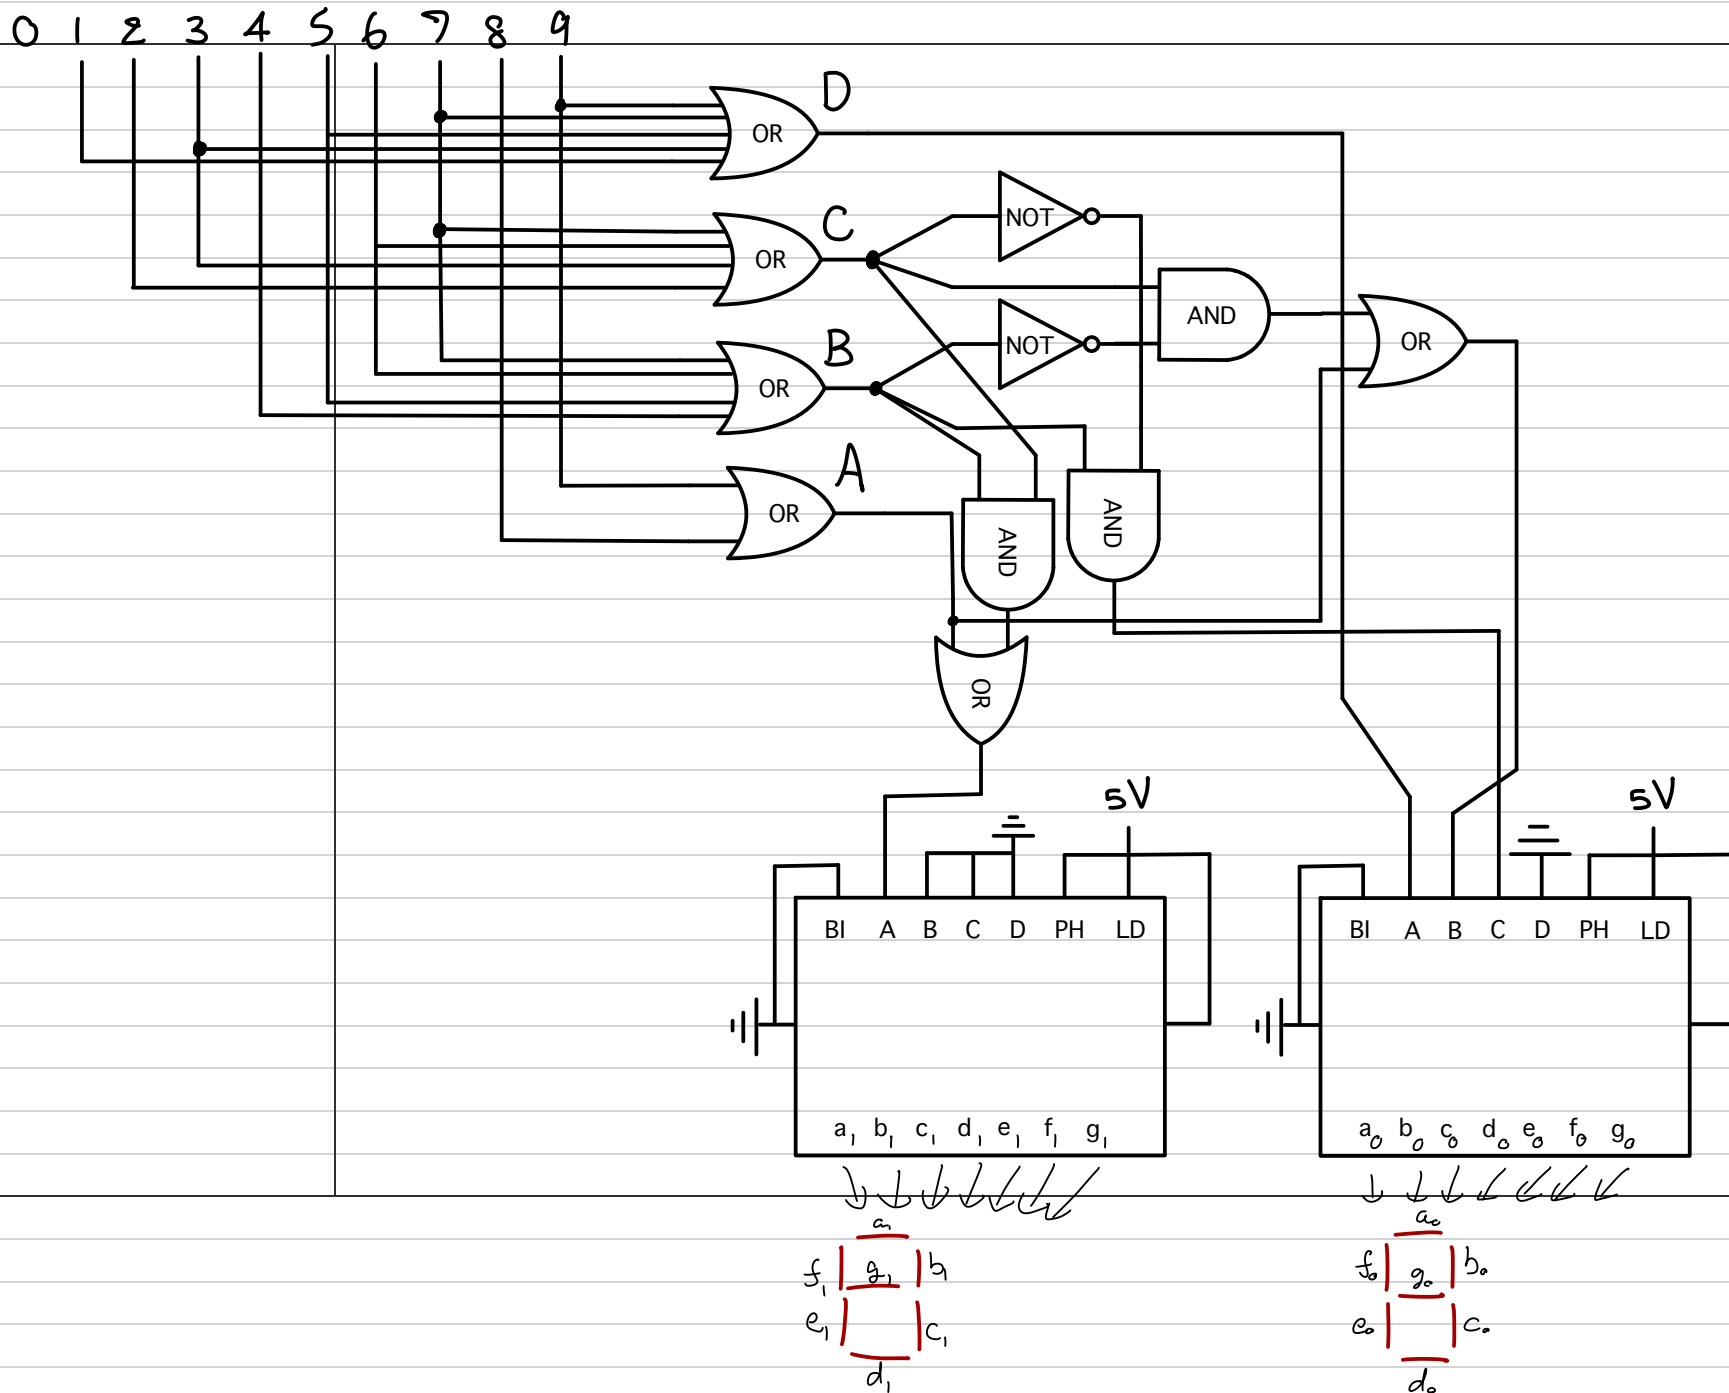 0 1 2 3 4 5 6 7 8 9
D
OR
C
NOT
OR
AND
B
NOT
OR
OR
A
OR
AND
AND
OR
5V
5V
BI A B C D PH LD
BI A B C D PH LD
a₁ b₁ c₁ d₁ e₁ f₁ g₁
a₀ b₀ c₀ d₀ e₀ f₀ g₀
a₁
f₁ g₁ b₁
e₁ c₁
d₁
a₀
f₀ g₀ b₀
e₀ c₀
d₀